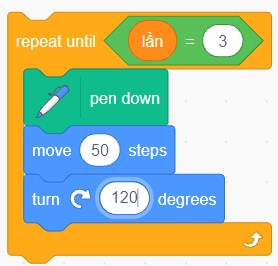 repeat until lần = 3
pen down
move 50 steps
turn 120 degrees